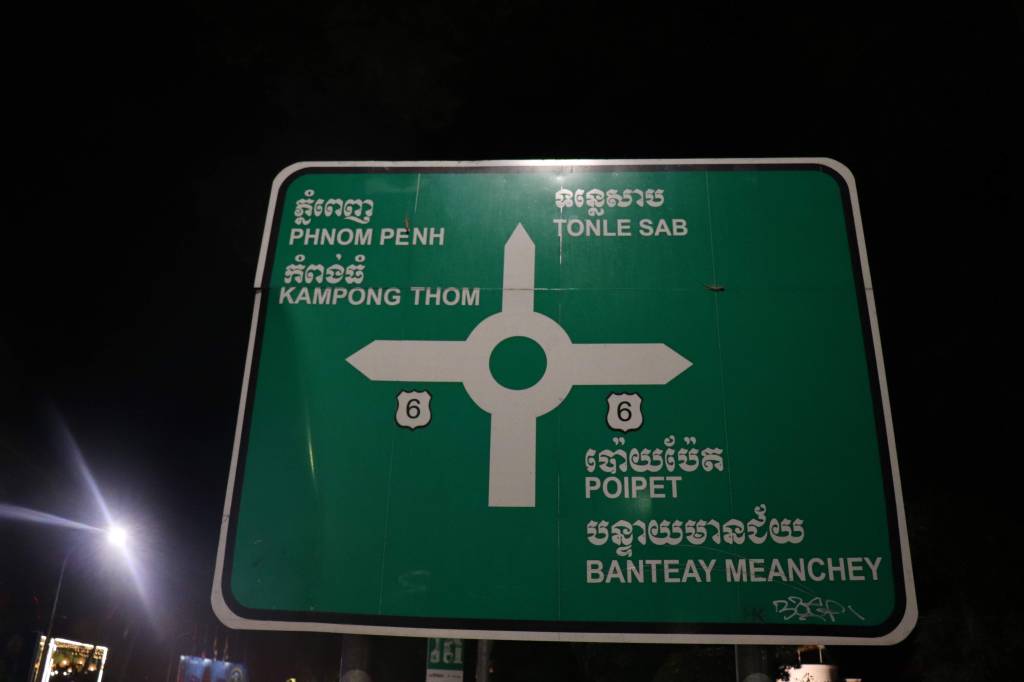 ភ្នំពេញ
PHNOM PENH
កំពង់ធំ
KAMPONG THOM
ទន្លេសាប
TONLE SAB
6
6
ប៉ោយប៉ែត
POIPET
បន្ទាយមានជ័យ
BANTEAY MEANCHEY